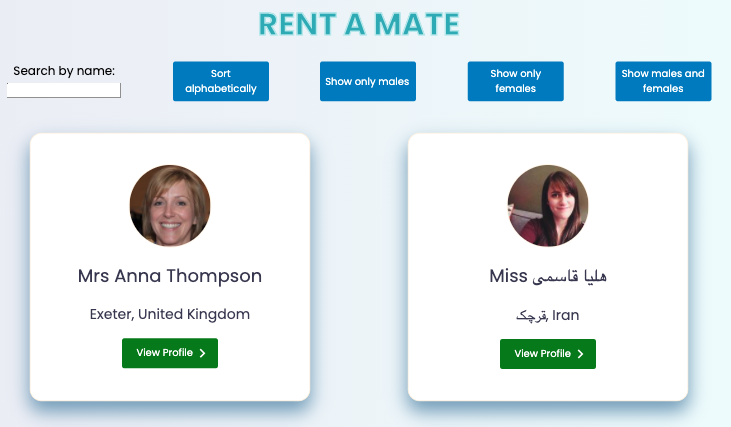 RENT A MATE
Search by name:
Sort
alphabetically
Show only males
Show only
females
Show males and
females
Mrs Anna Thompson
Exeter, United Kingdom
View Profile
Miss هلیا قاسمی
قرچک, Iran
View Profile